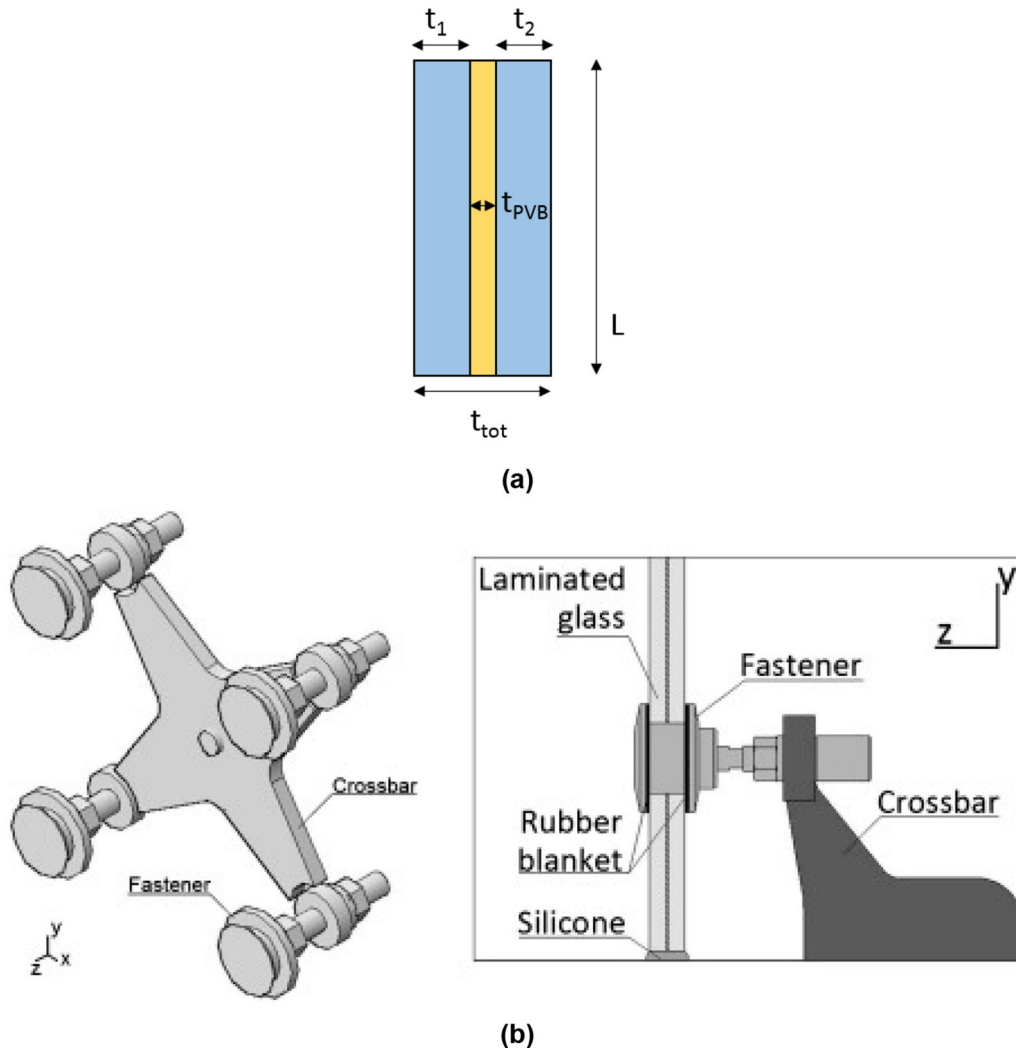 t1 t2
tPVB
L
ttot
(a)
Crossbar
Fastener
y
z x
Laminated
glass
y
z
Fastener
Rubber
blanket
Crossbar
Silicone
(b)